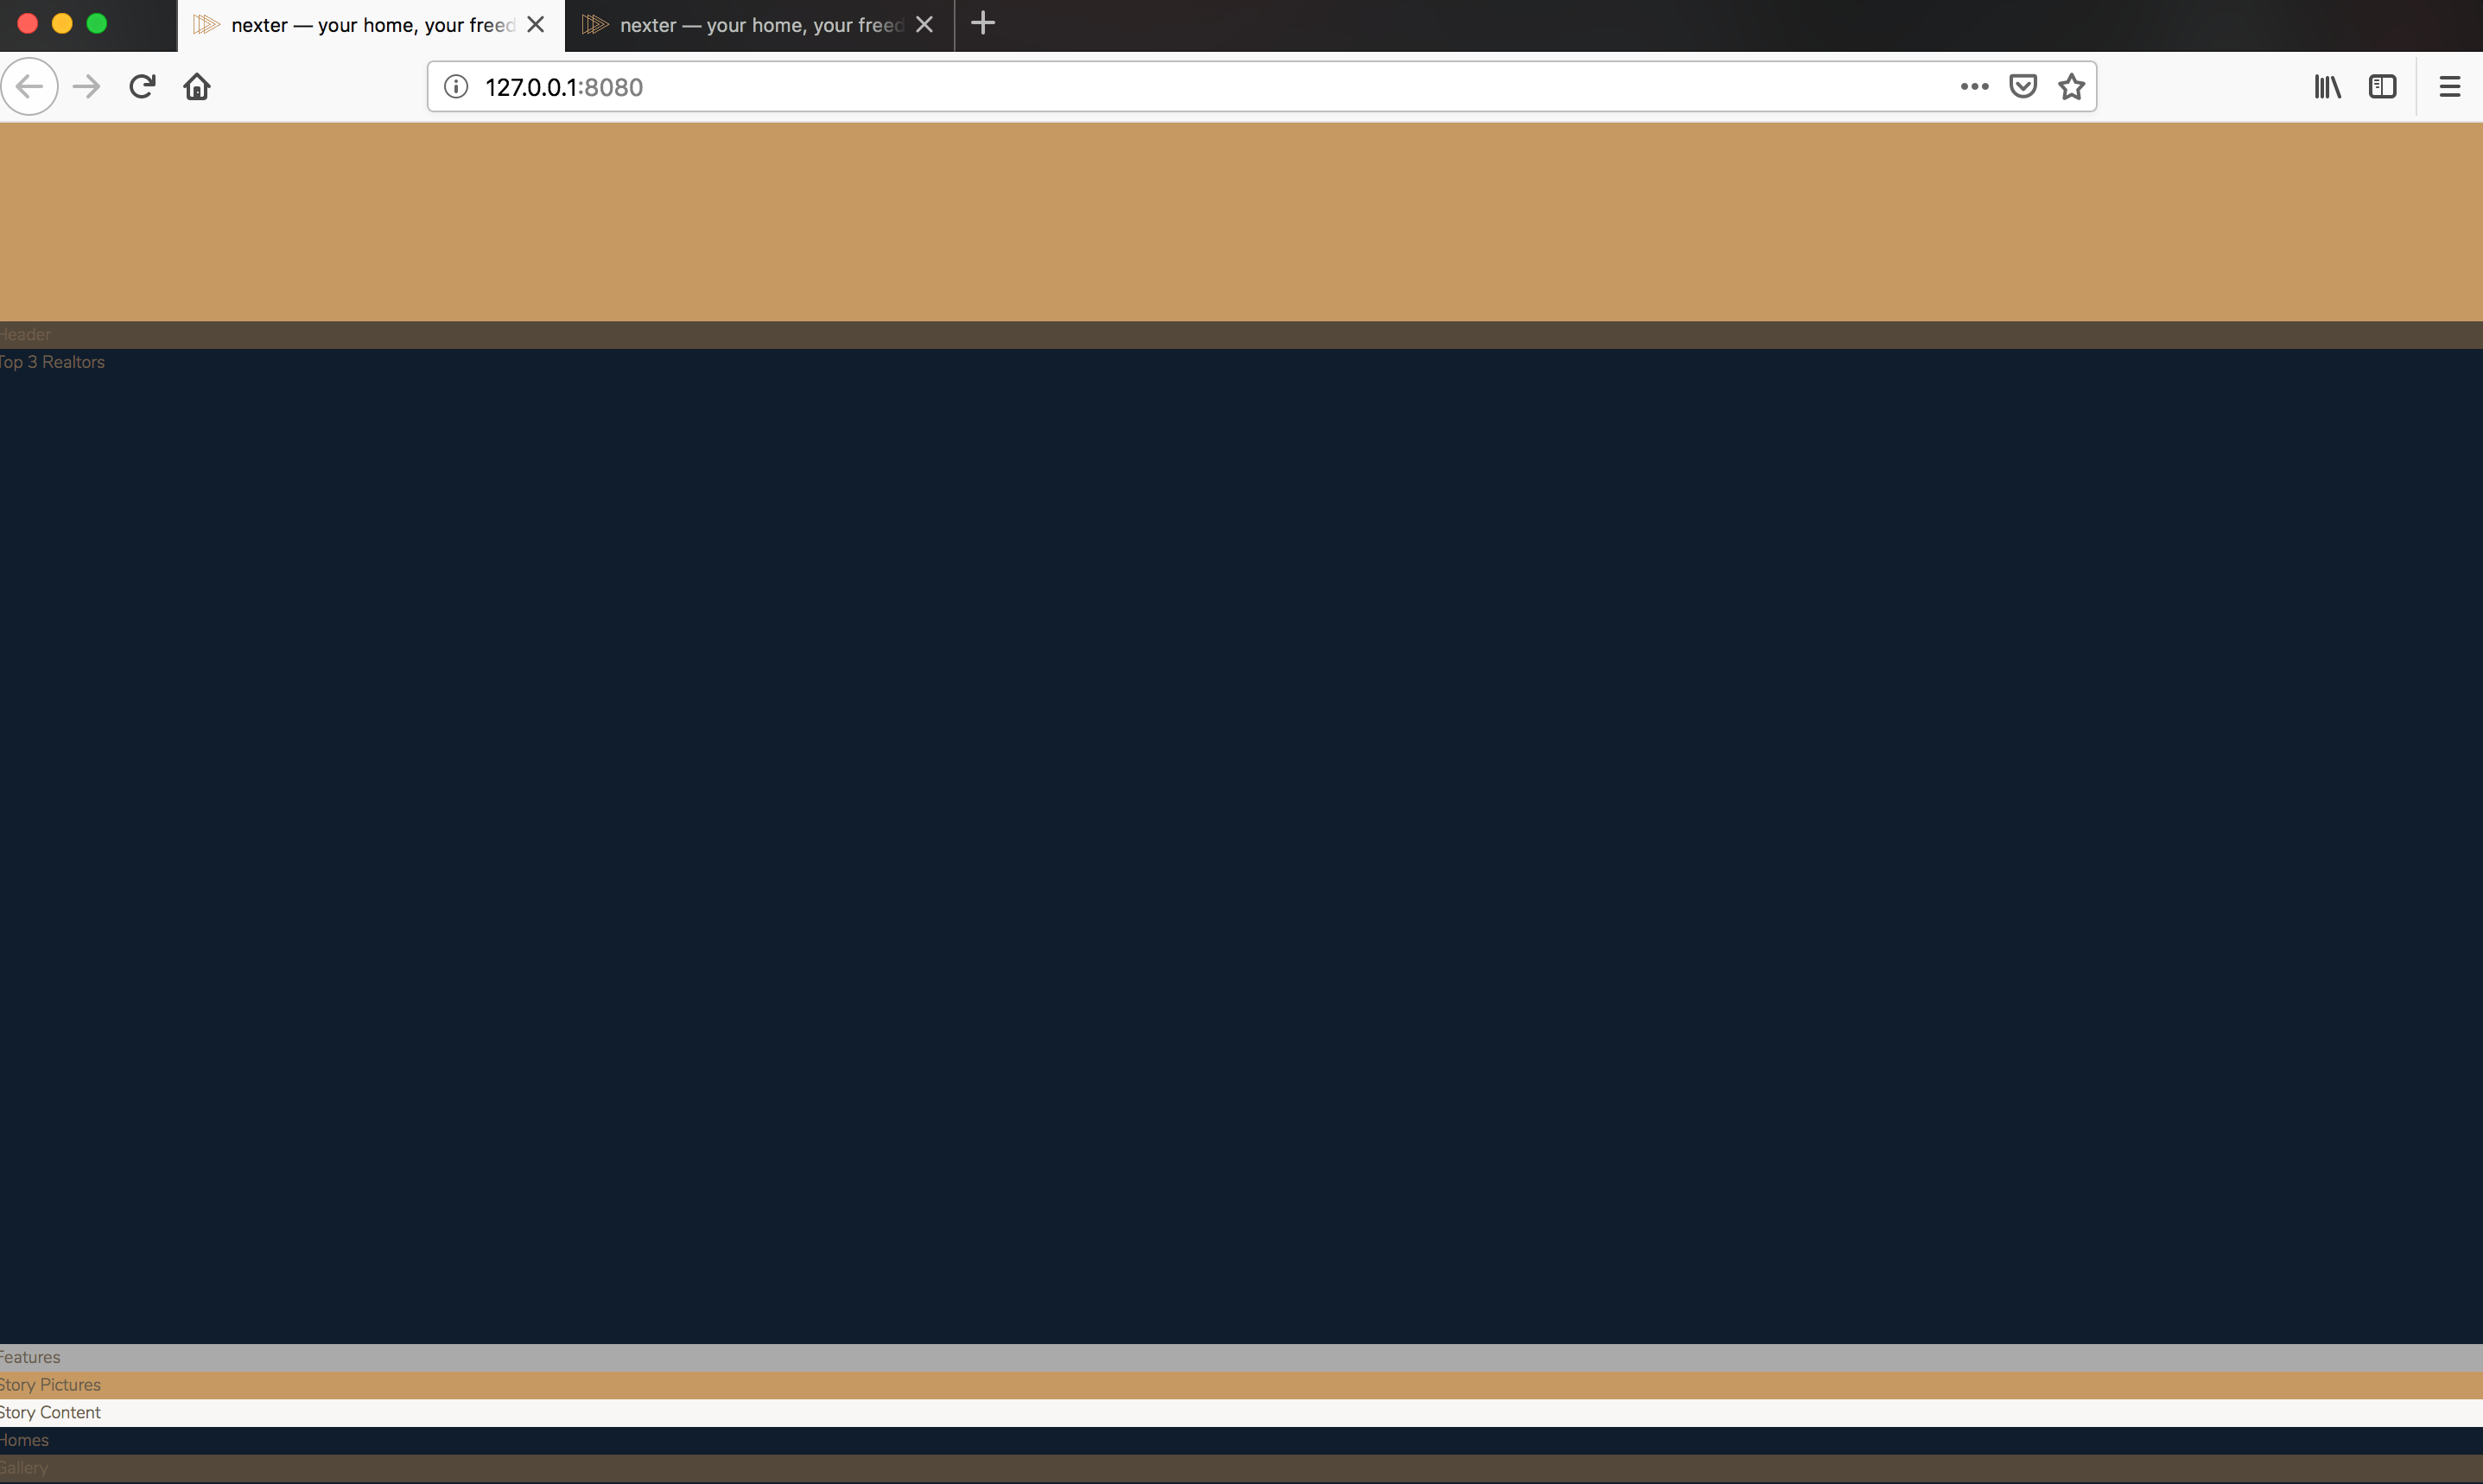 nexter — your home, your freed
nexter — your home, your freed
127.0.0.1:8080
Header
Top 3 Realtors
Features
Story Pictures
Story Content
Homes
Gallery